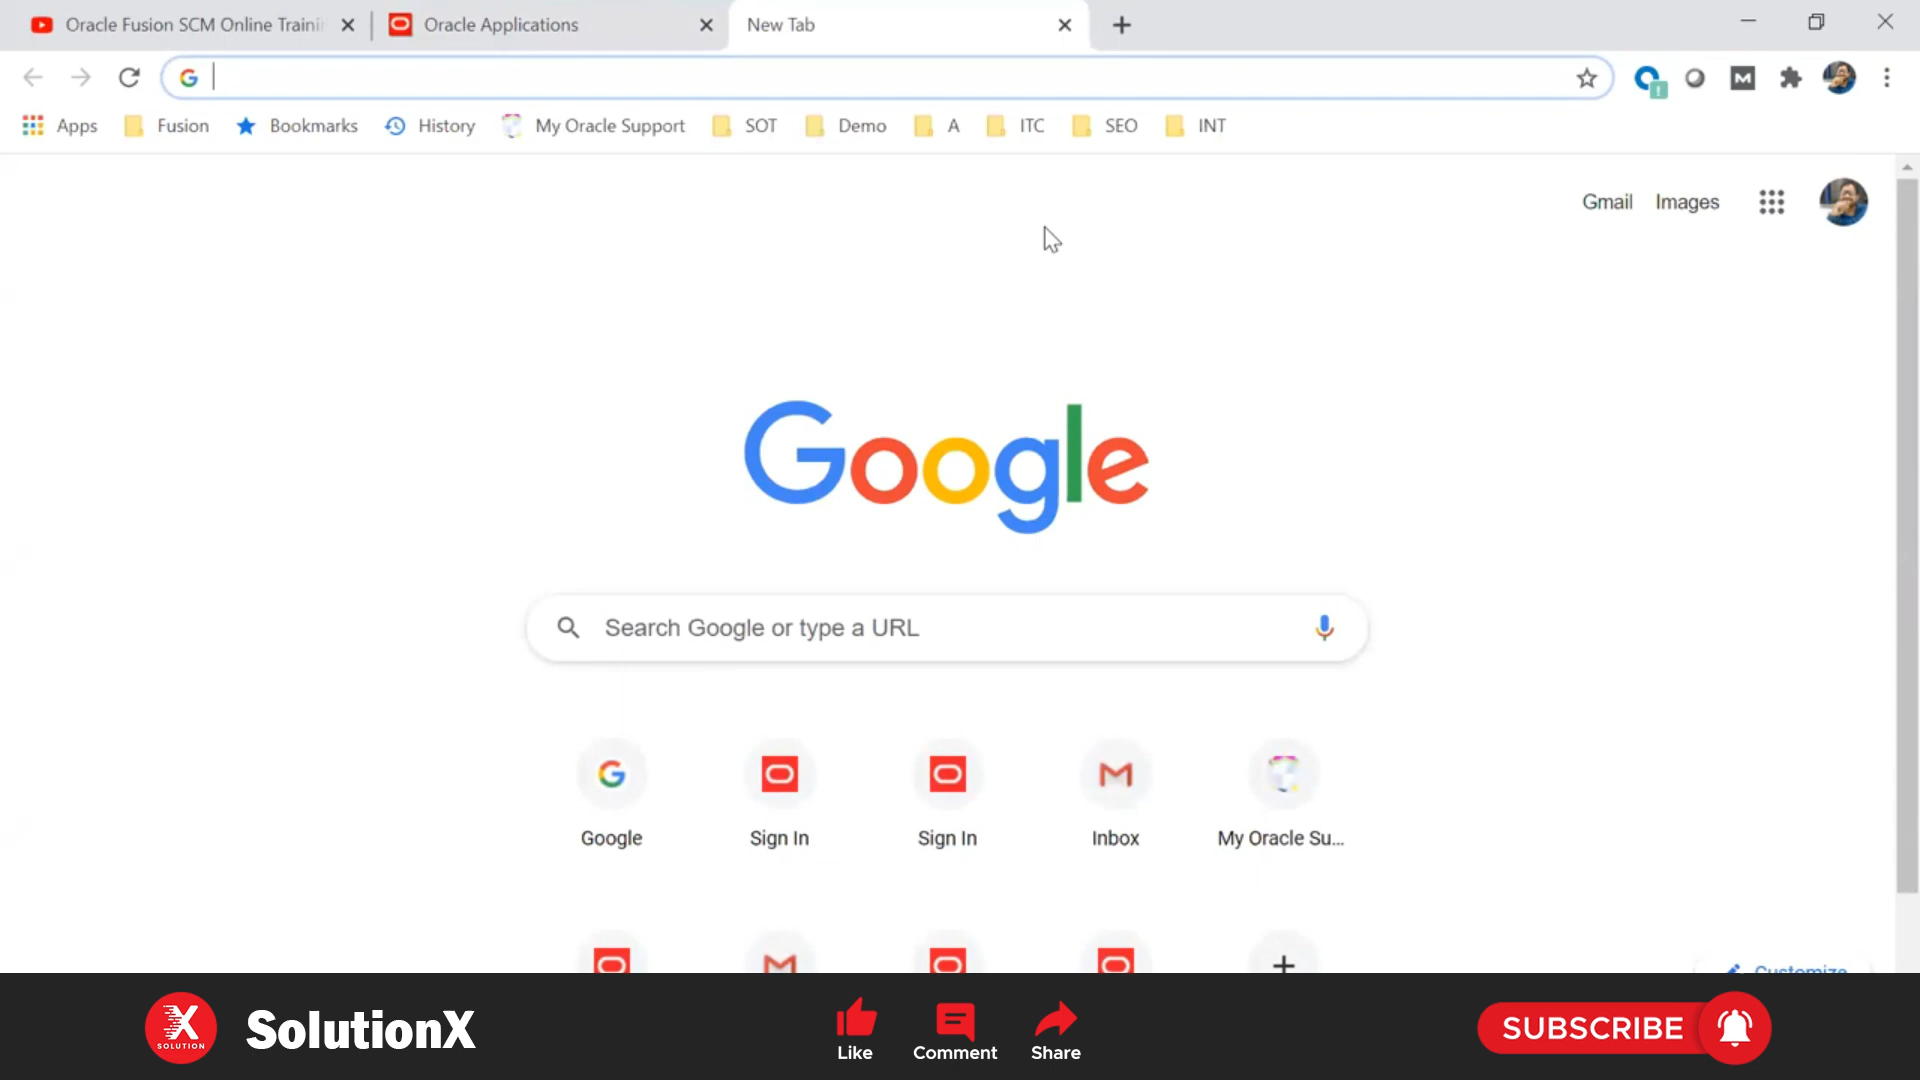 Oracle Fusion SCM Online Traini
Oracle Applications
New Tab
Apps
Fusion
Bookmarks
History
My Oracle Support
SOT
Demo
A
ITC
SEO
INT
Gmail
Images
Google
Search Google or type a URL
Google
Sign In
Sign In
Inbox
My Oracle Su...
Customize
X
SOLUTION
SolutionX
Like
Comment
Share
SUBSCRIBE